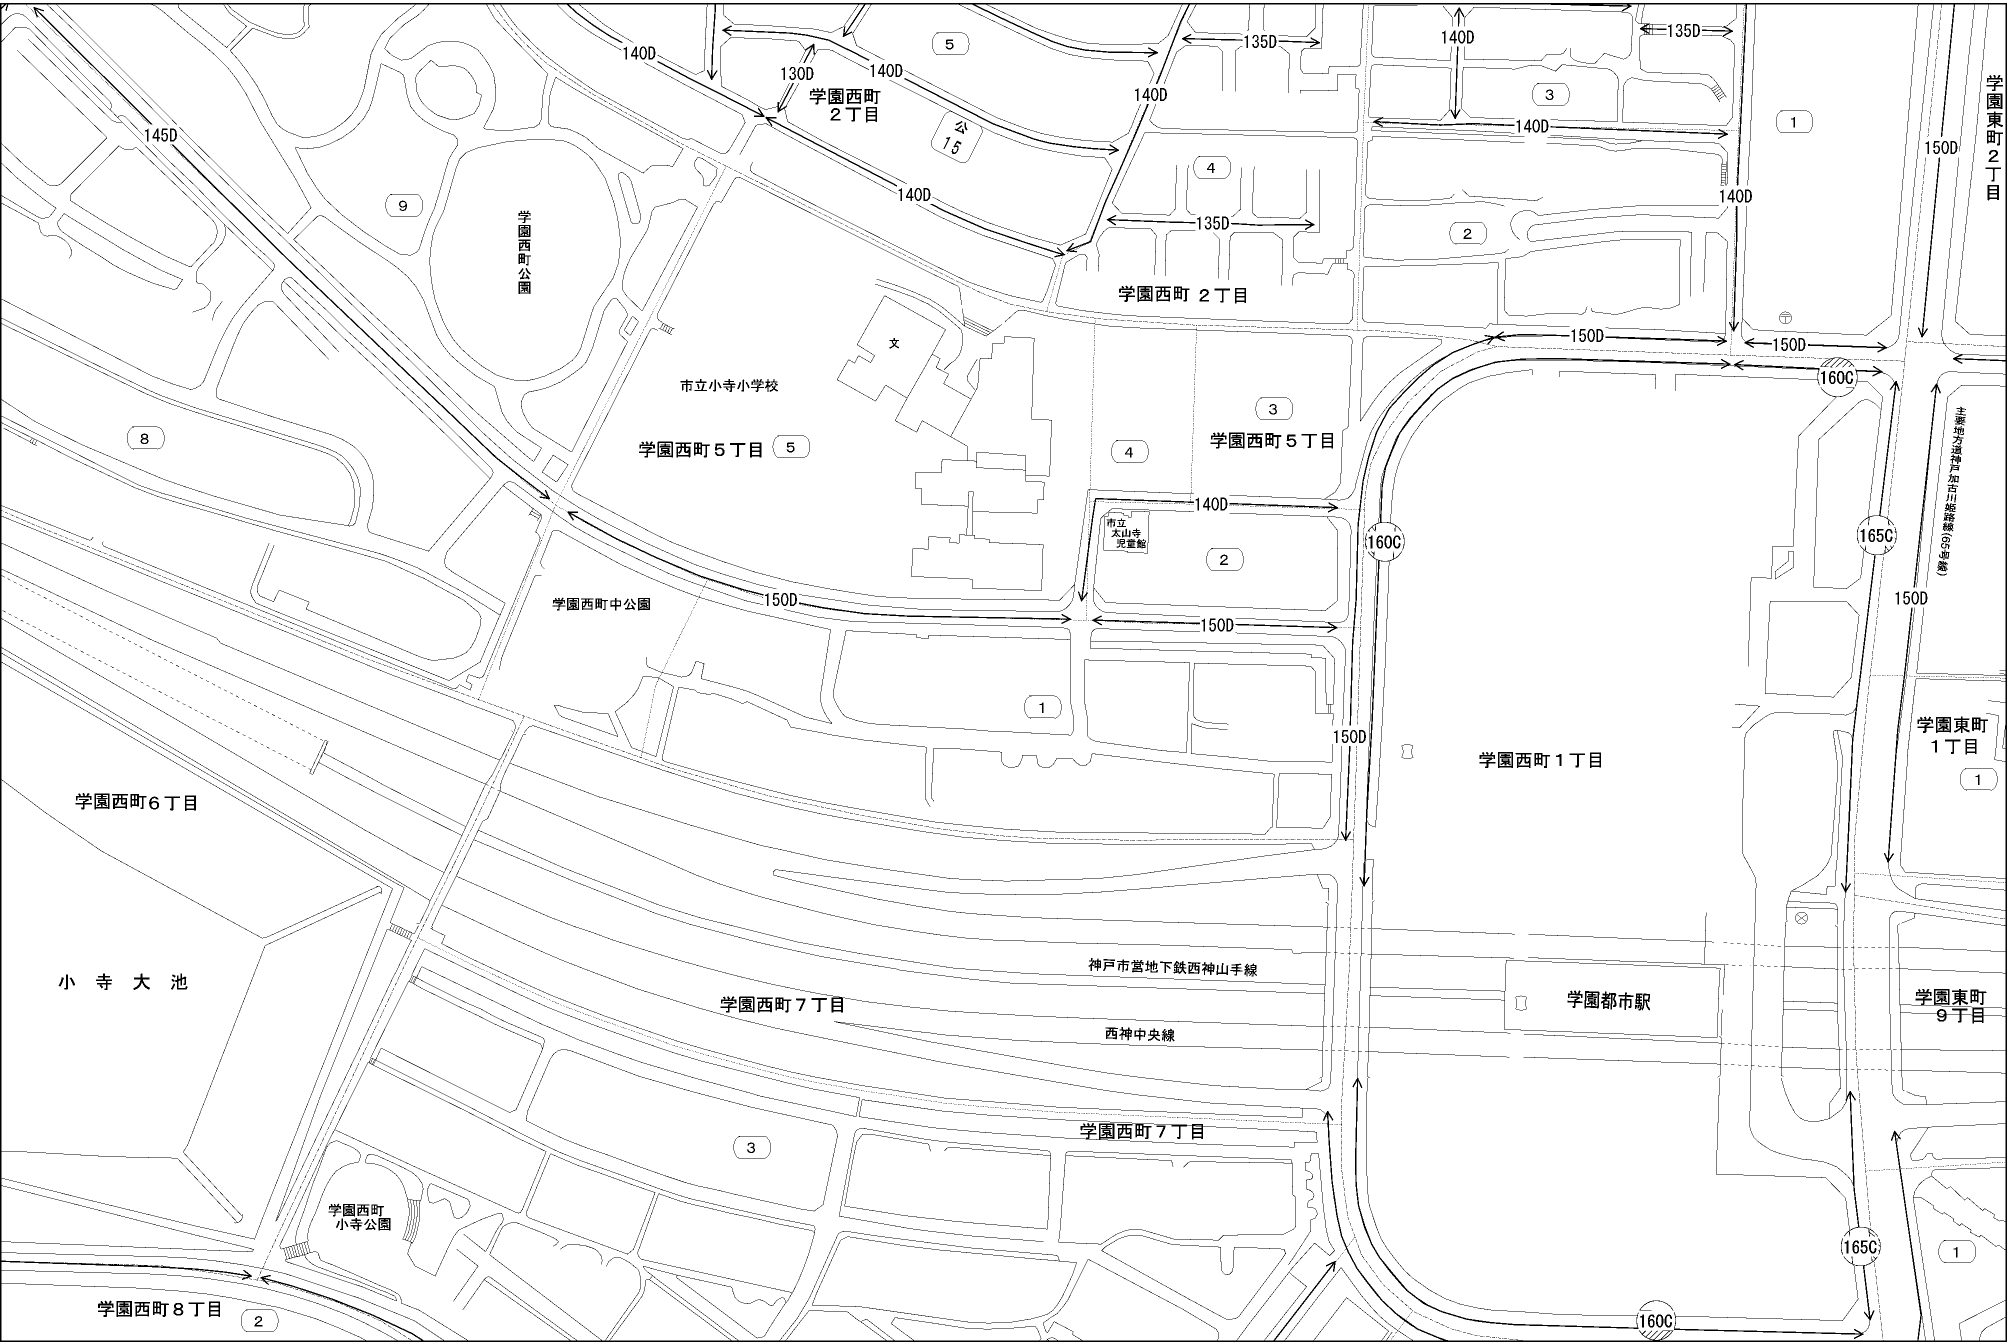 140D
5
135D
140D
135D
130D
140D
学園西町
2丁目
140D
3
1
学園東町2丁目
145D
公
15
140D
150D
4
9
140D
140D
学園西町公園
135D
2
学園西町 2丁目
文
150D
150D
市立小寺小学校
160C
主要地方道神戸加古川姫路線(65号線)
3
学園西町5丁目
8
学園西町5丁目
5
4
140D
市立
太山寺
児童館
160C
165C
2
学園西町中公園
150D
150D
150D
1
150D
学園西町1丁目
学園東町
1丁目
1
学園西町6丁目
小寺大池
神戸市営地下鉄西神山手線
学園西町7丁目
学園都市駅
学園東町
9丁目
西神中央線
学園西町7丁目
3
学園西町
小寺公園
165C
1
学園西町8丁目
2
160C